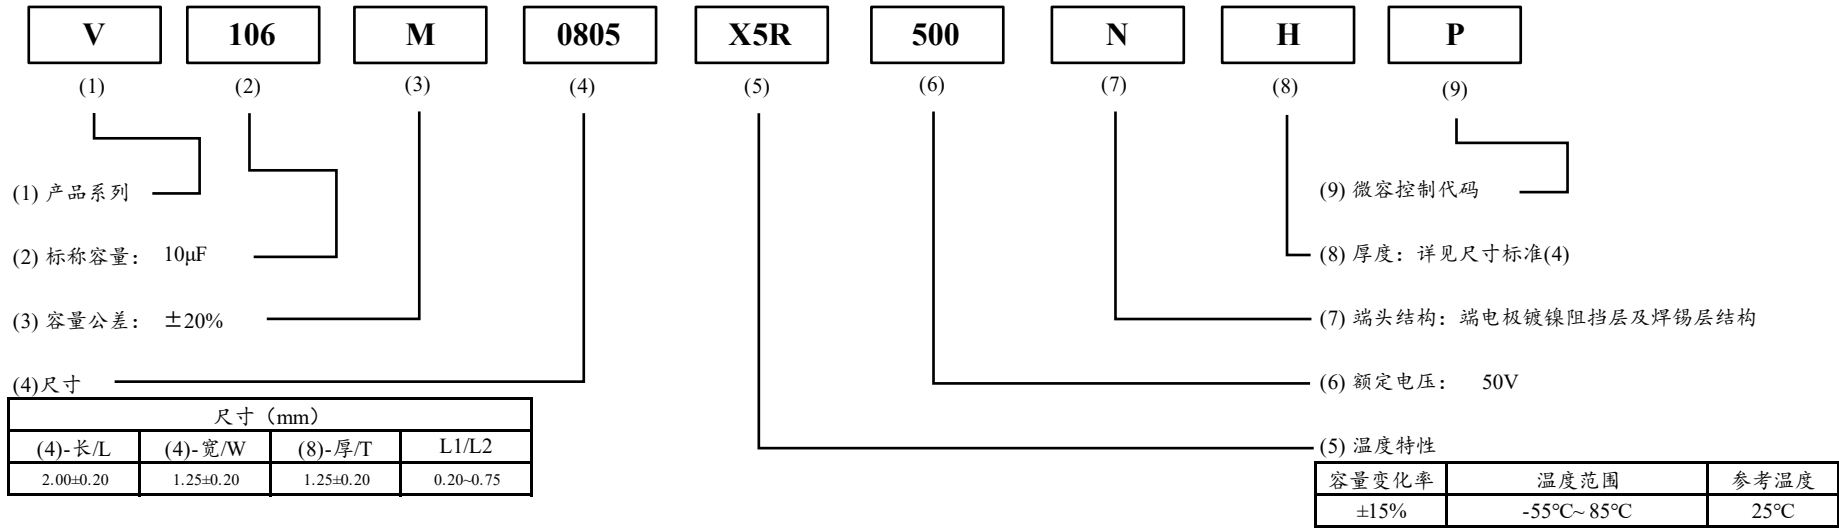 V 106 M 0805 X5R 500 N H P
(1) (2) (3) (4) (5) (6) (7) (8) (9)
(1) 产品系列
(9) 微容控制代码
(2) 标称容量： 10μF
(8) 厚度：详见尺寸标准(4)
(3) 容量公差： ±20%
(7) 端头结构：端电极镀镍阻挡层及焊锡层结构
(4)尺寸
(6) 额定电压： 50V
尺寸（mm）
(4)-长/L (4)-宽/W (8)-厚/T L1/L2
2.00±0.20 1.25±0.20 1.25±0.20 0.20~0.75
(5) 温度特性
容量变化率 温度范围 参考温度
±15% -55℃~ 85℃ 25℃